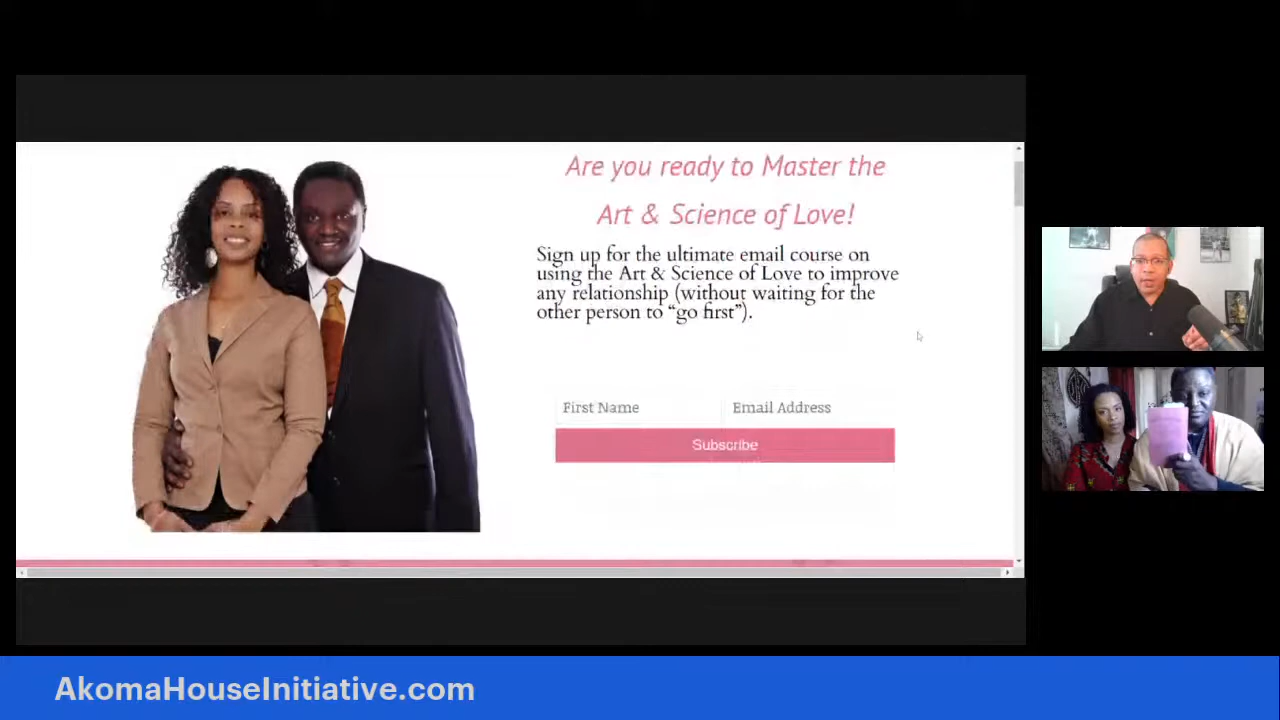 Are you ready to Master the
Art & Science of Love!
Sign up for the ultimate email course on
using the Art & Science of Love to improve
any relationship (without waiting for the
other person to “go first”).
First Name
Email Address
Subscribe
AkomaHouseInitiative.com